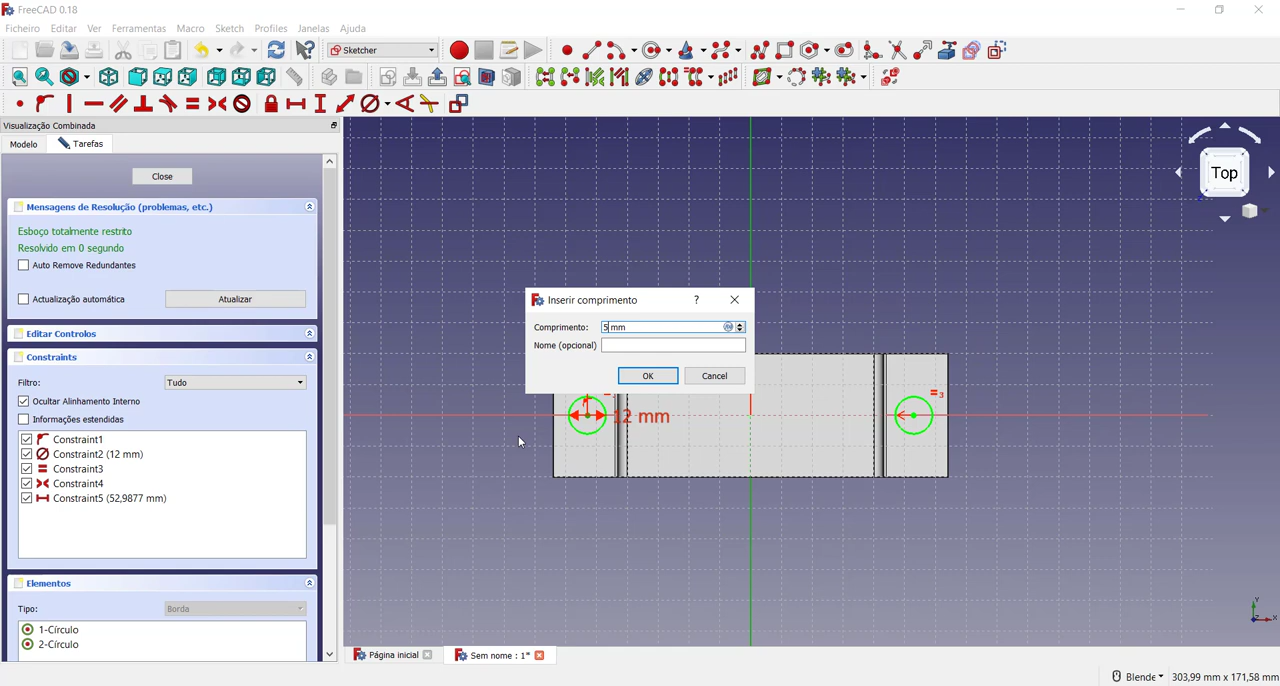 FreeCAD 0.18
Ficheiro Editar Ver Ferramentas Macro Sketch Profiles Janelas Ajuda
Sketcher
Visualização Combinada
Modelo Tarefas
Close
Mensagens de Resolução (problemas, etc.)
Esboço totalmente restrito
Resolvido em 0 segundo
Auto Remove Redundantes
Actualização automática Atualizar
Editar Controlos
Constraints
Filtro: Tudo
Ocultar Alinhamento Interno
Informações estendidas
Constraint1
Constraint2 (12 mm)
Constraint3
Constraint4
Constraint5 (52,9877 mm)
Elementos
Tipo: Borda
1-Círculo
2-Círculo
Inserir comprimento ?
Comprimento: 5 mm
Nome (opcional)
OK Cancel
12 mm
=3
Top
Y
Z X
Página inicial Sem nome : 1*
Blende 303,99 mm x 171,58 mm